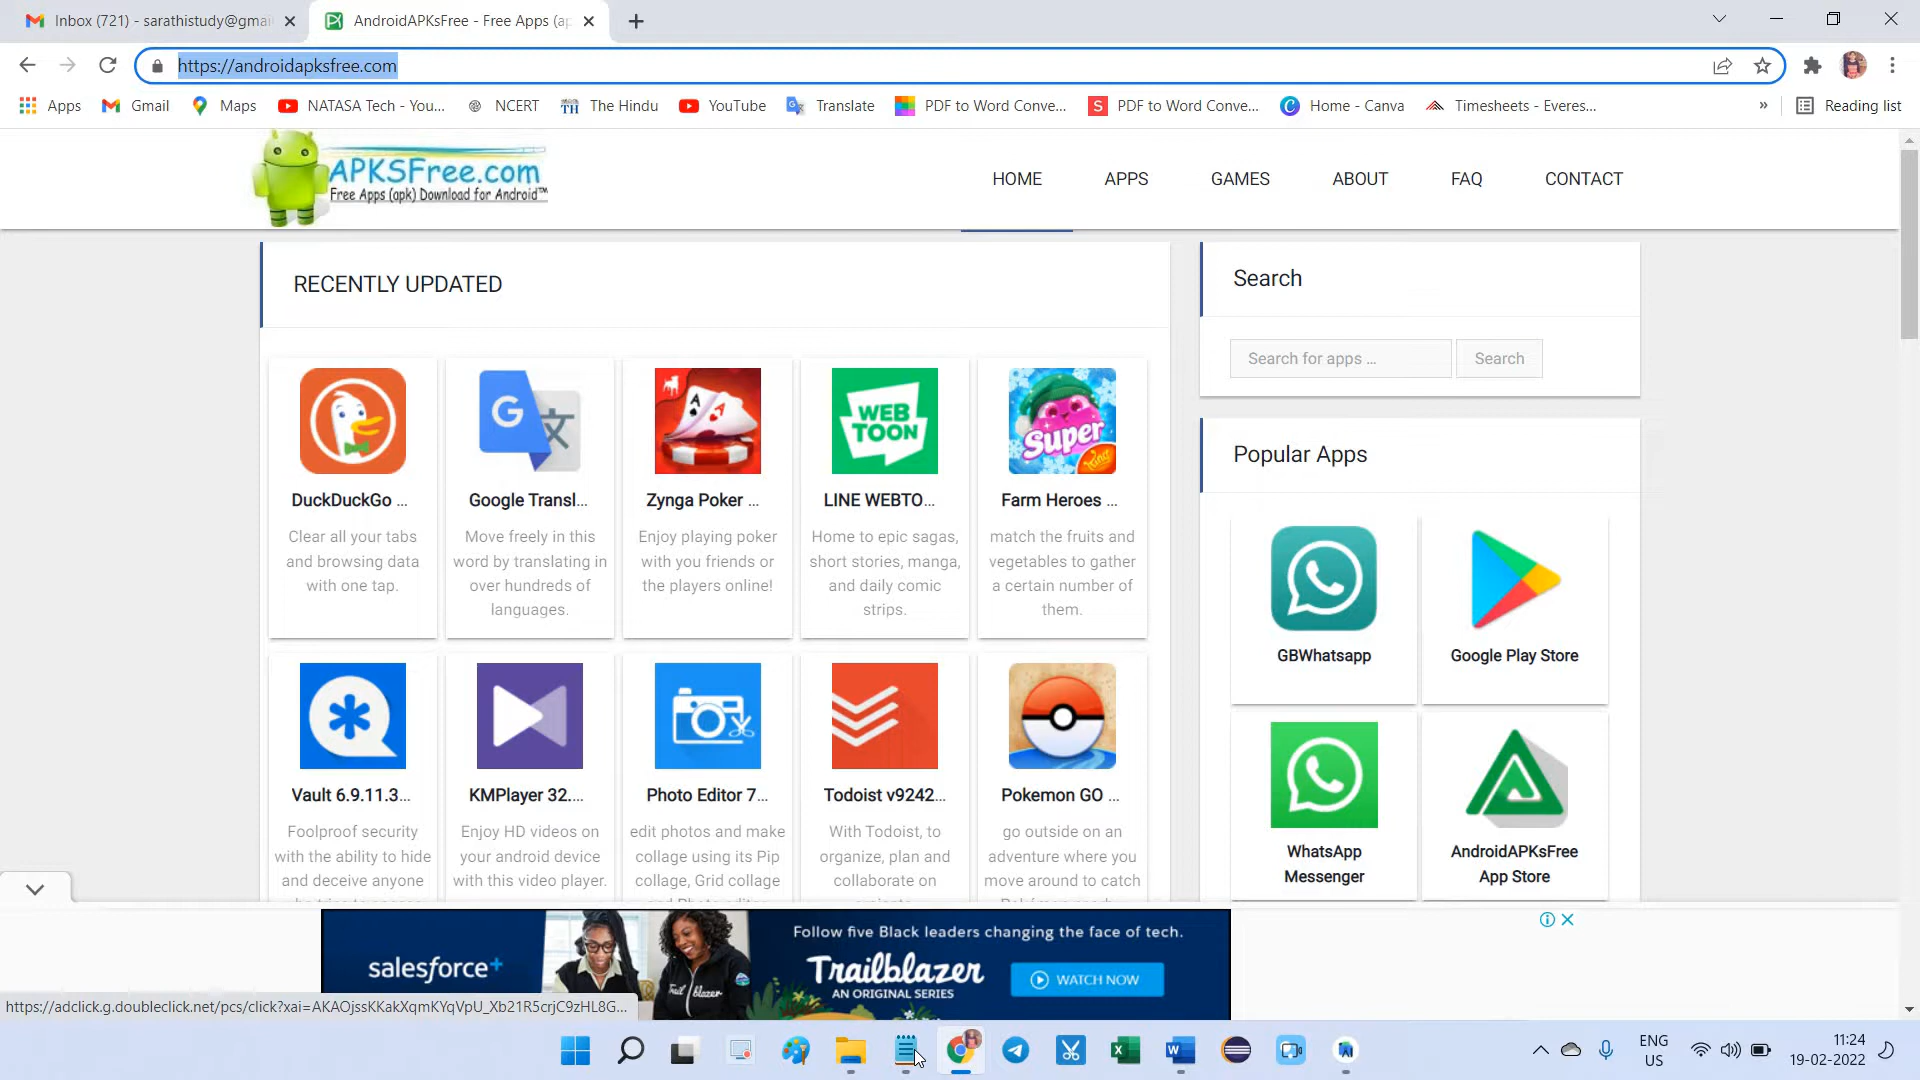 Inbox (721) - sarathistudy@gmai
AndroidAPKsFree - Free Apps (ap
https://androidapksfree.com
Apps
Gmail
Maps
NATASA Tech - You...
NCERT
TH
The Hindu
YouTube
Translate
PDF to Word Conve...
S
PDF to Word Conve...
C
Home - Canva
Timesheets - Everes...
»
Reading list
APKSFree.com
Free Apps (apk) Download for Android™
HOME
APPS
GAMES
ABOUT
FAQ
CONTACT
RECENTLY UPDATED
DuckDuckGo ...
Clear all your tabs
and browsing data
with one tap.
G
Google Transl...
Move freely in this
word by translating in
over hundreds of
languages.
A A
Zynga Poker ...
Enjoy playing poker
with you friends or
the players online!
WEB
TOON
LINE WEBTO...
Home to epic sagas,
short stories, manga,
and daily comic
strips.
Super
King
Farm Heroes ...
match the fruits and
vegetables to gather
a certain number of
them.
Vault 6.9.11.3...
Foolproof security
with the ability to hide
and deceive anyone
KMPlayer 32....
Enjoy HD videos on
your android device
with this video player.
Photo Editor 7...
edit photos and make
collage using its Pip
collage, Grid collage
Todoist v9242...
With Todoist, to
organize, plan and
collaborate on
Pokemon GO ...
go outside on an
adventure where you
move around to catch
Search
Search for apps ...
Search
Popular Apps
GBWhatsapp
Google Play Store
WhatsApp
Messenger
AndroidAPKsFree
App Store
salesforce+
Follow five Black leaders changing the face of tech.
Trailblazer
AN ORIGINAL SERIES
WATCH NOW
https://adclick.g.doubleclick.net/pcs/click?xai=AKAOjssKKakXqmKYqVpU_Xb21R5crjC9zHL8G...
ENG
US
11:24
19-02-2022